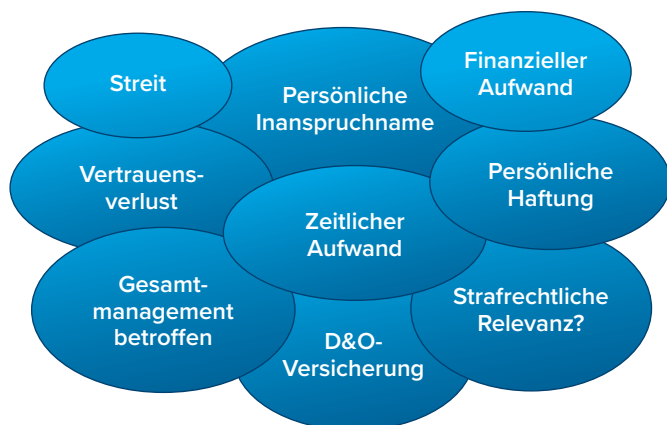 Streit
Persönliche
Inanspruchname
Finanzieller
Aufwand
Vertrauens-
verlust
Zeitlicher
Aufwand
Persönliche
Haftung
Gesamt-
management
betroffen
D&O-
Versicherung
Strafrechtliche
Relevanz?